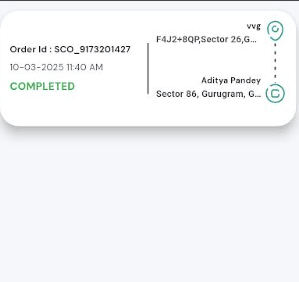 vvg
F4J2+8QP,Sector 26,G...
Order Id : SCO_9173201427
10-03-2025 11:40 AM
COMPLETED
Aditya Pandey
Sector 86, Gurugram, G...